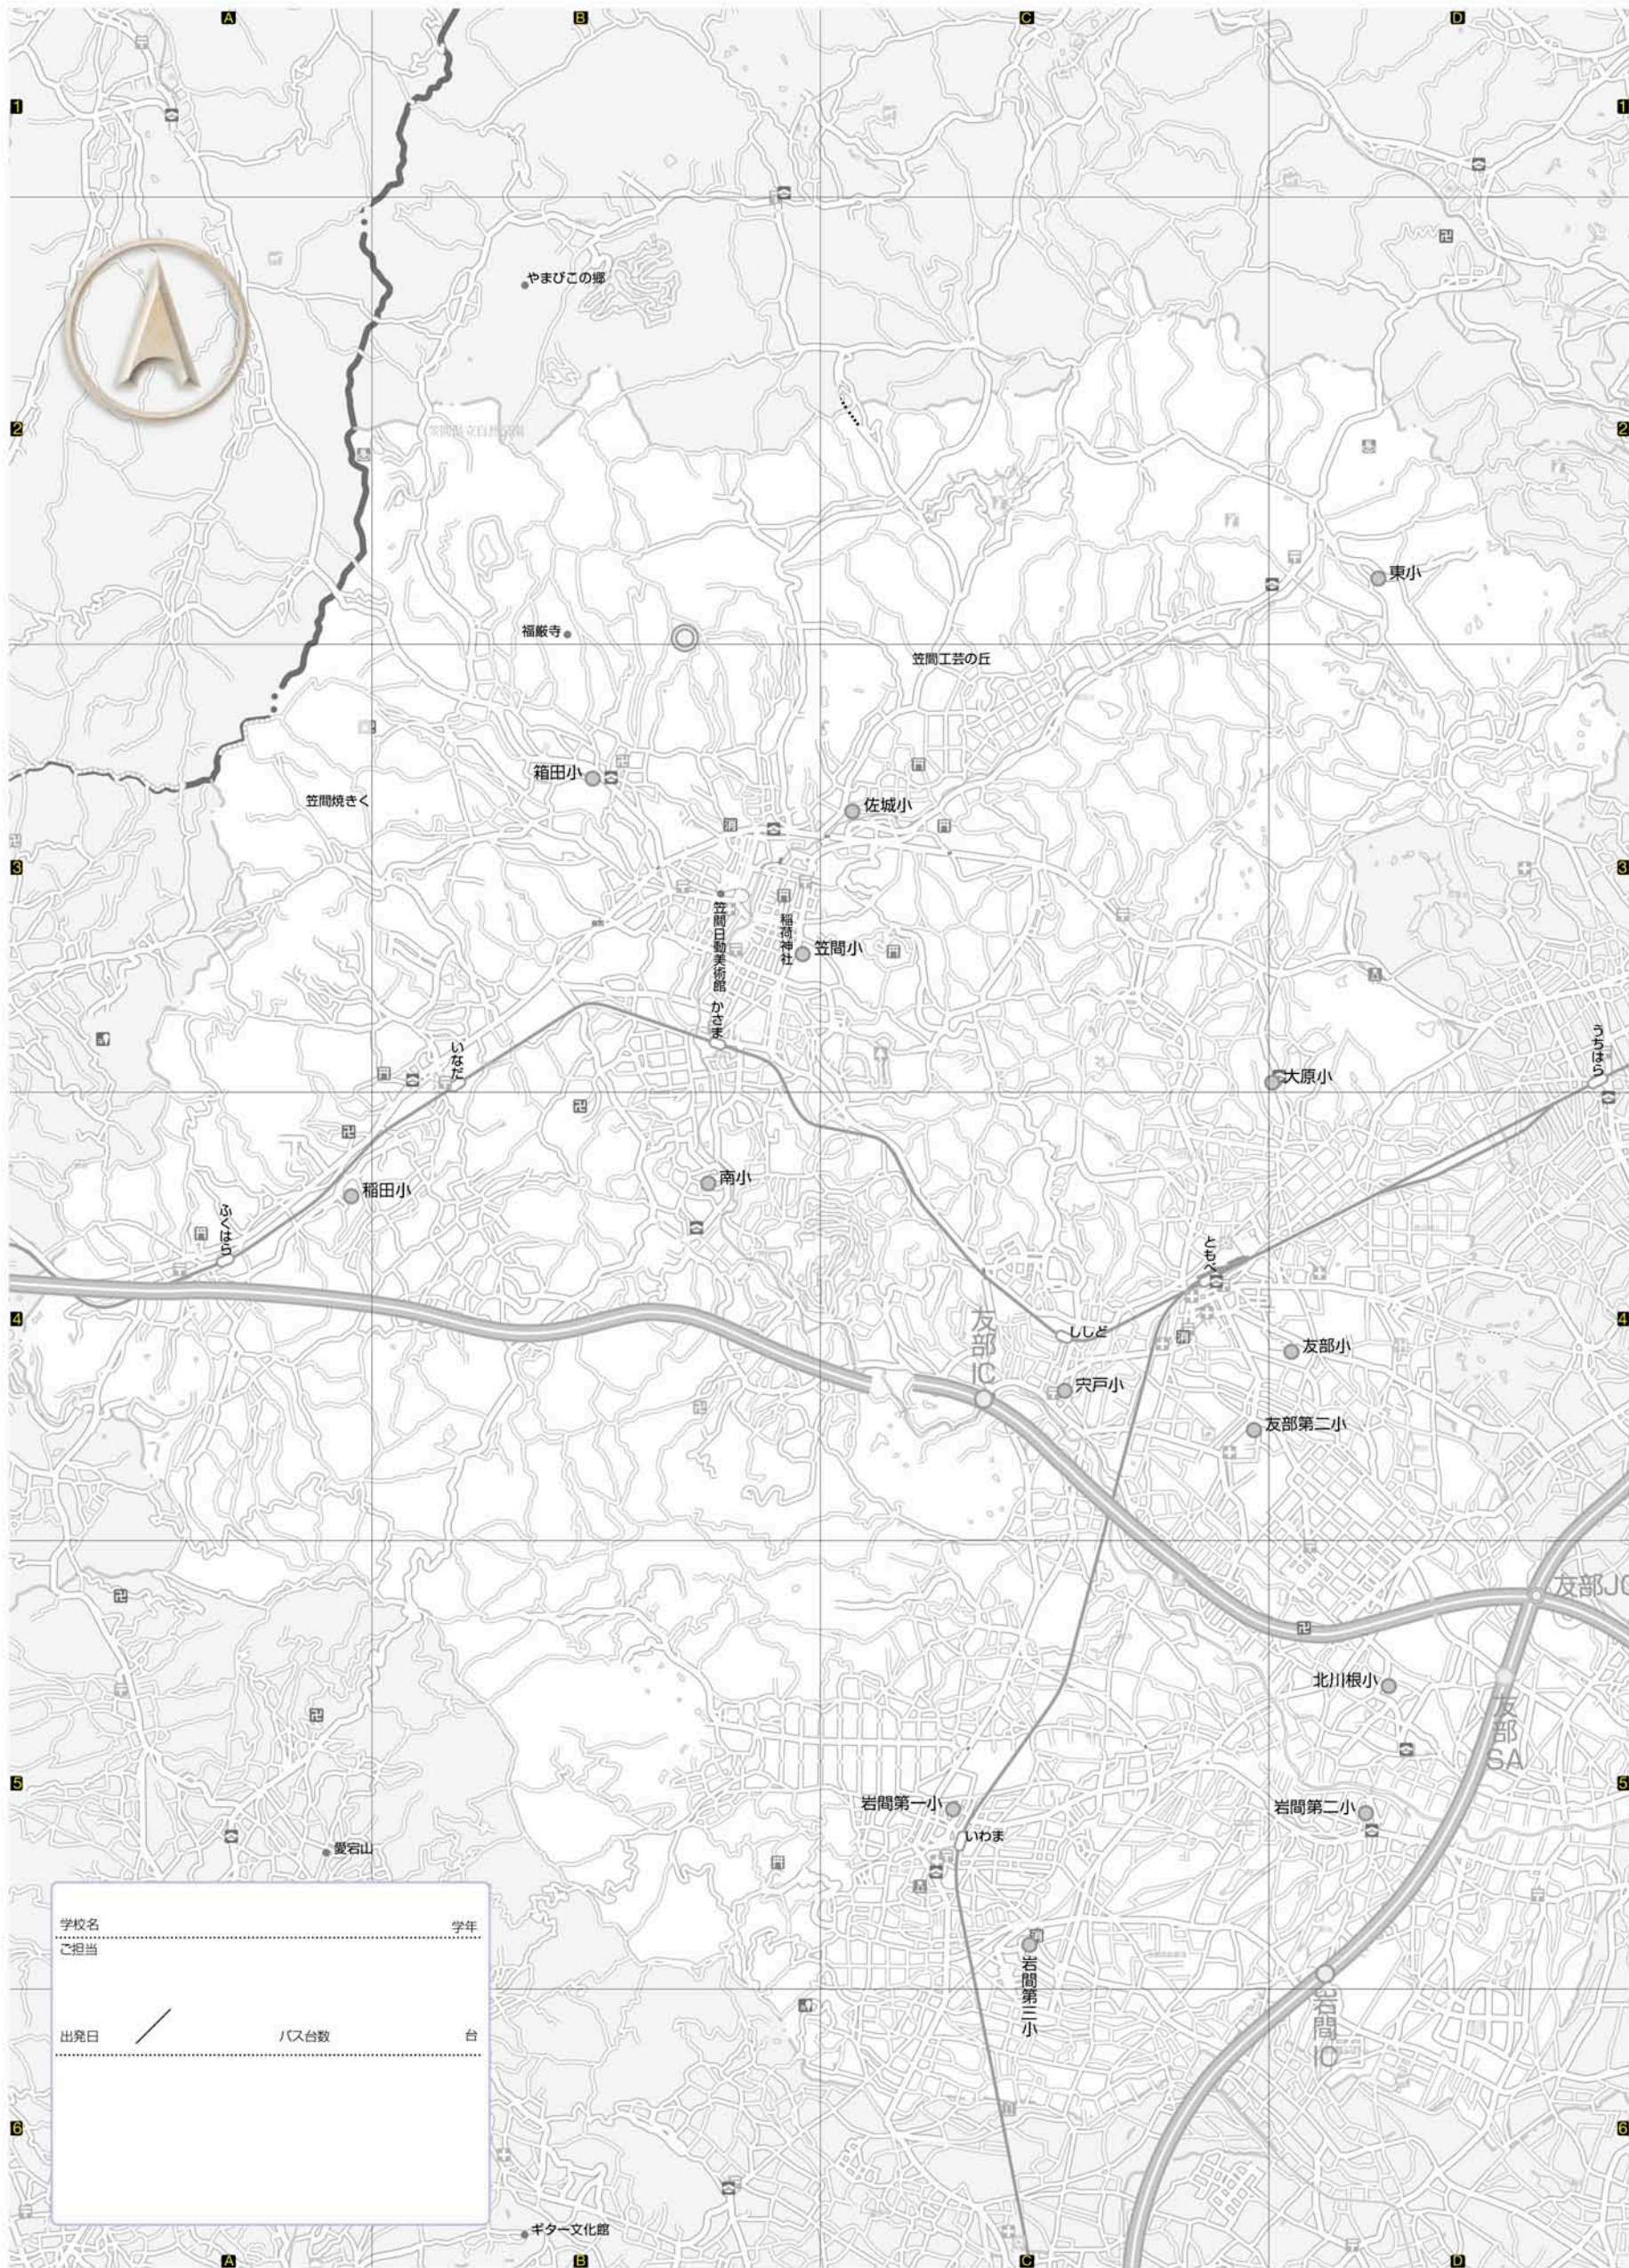 A
B
C
D
1
1
やまびこの郷
2
2
東小
福厳寺
笠間工芸の丘
箱田小
笠間焼きく
佐城小
3
3
笠間日動美術館
稲荷神社
笠間小
かさま
いなだ
うちはら
大原小
稲田小
南小
ふくはら
ともべ
4
4
友部IC
ししど
友部小
宍戸小
友部第二小
友部JC
北川根小
友部SA
5
5
岩間第一小
岩間第二小
いわま
愛宕山
学校名
学年
ご担当
岩間第三小
岩間IC
出発日
バス台数
台
6
6
ギター文化館
A
B
C
D